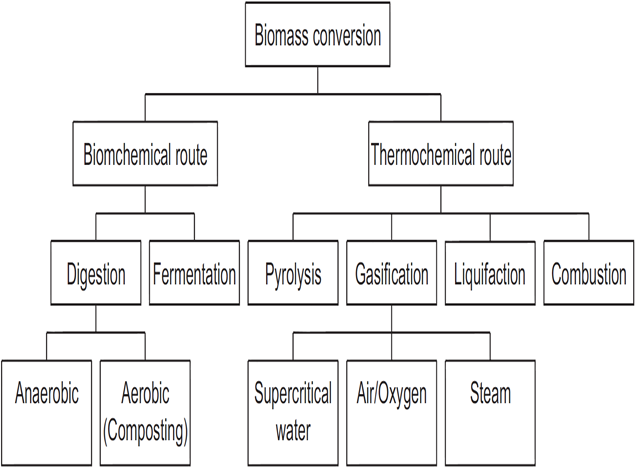 Biomass conversion
Biomchemical route
Thermochemical route
Digestion
Fermentation
Pyrolysis
Gasification
Liquifaction
Combustion
Anaerobic
Aerobic
(Composting)
Supercritical
water
Air/Oxygen
Steam